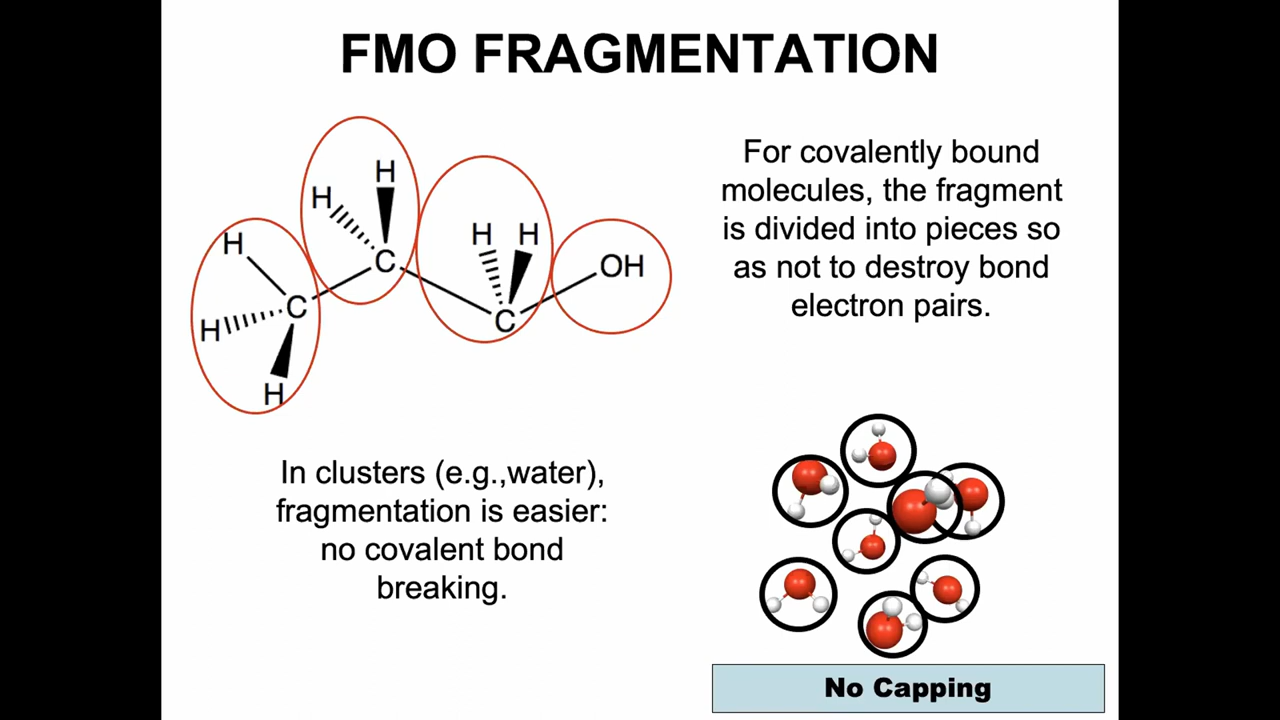 FMO FRAGMENTATION
H
H
H
H
H
H
H
C
C
C
OH
For covalently bound
molecules, the fragment
is divided into pieces so
as not to destroy bond
electron pairs.
In clusters (e.g.,water),
fragmentation is easier:
no covalent bond
breaking.
No Capping